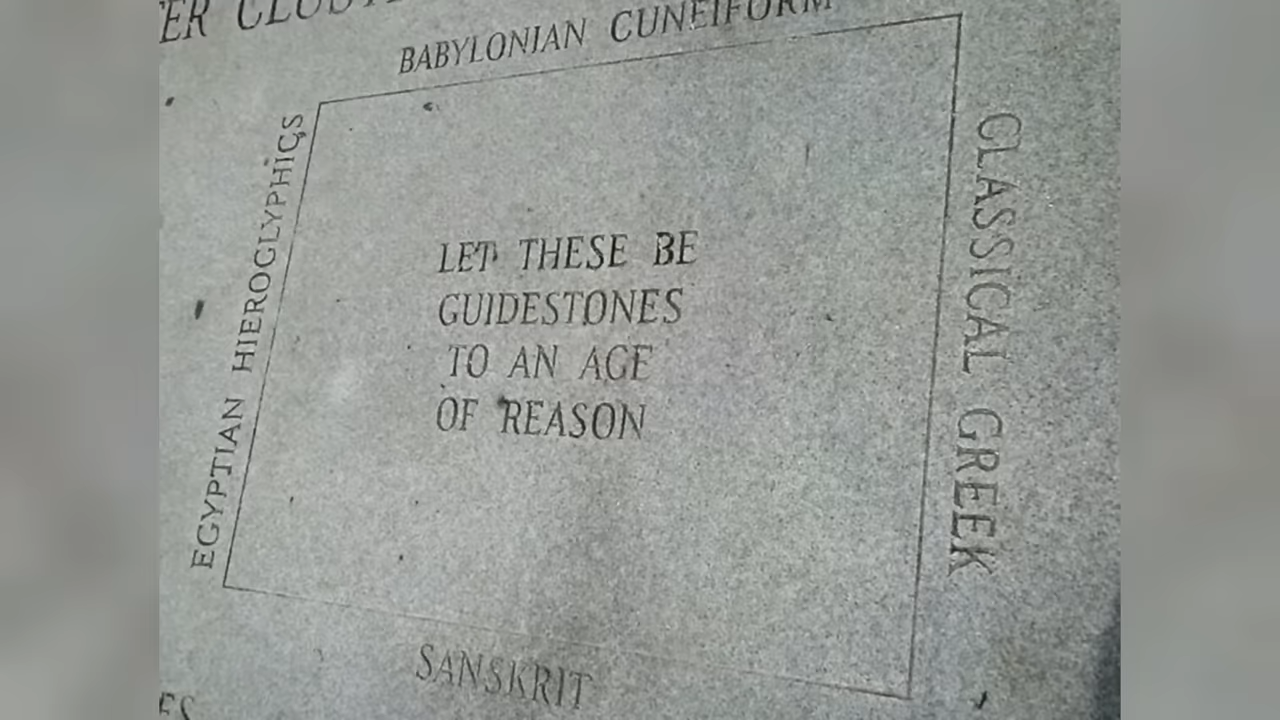 BABYLONIAN CUNEIFORM
EGYPTIAN HIEROGLYPHICS
LET THESE BE
GUIDESTONES
TO AN AGE
OF REASON
CLASSICAL GREEK
SANSKRIT